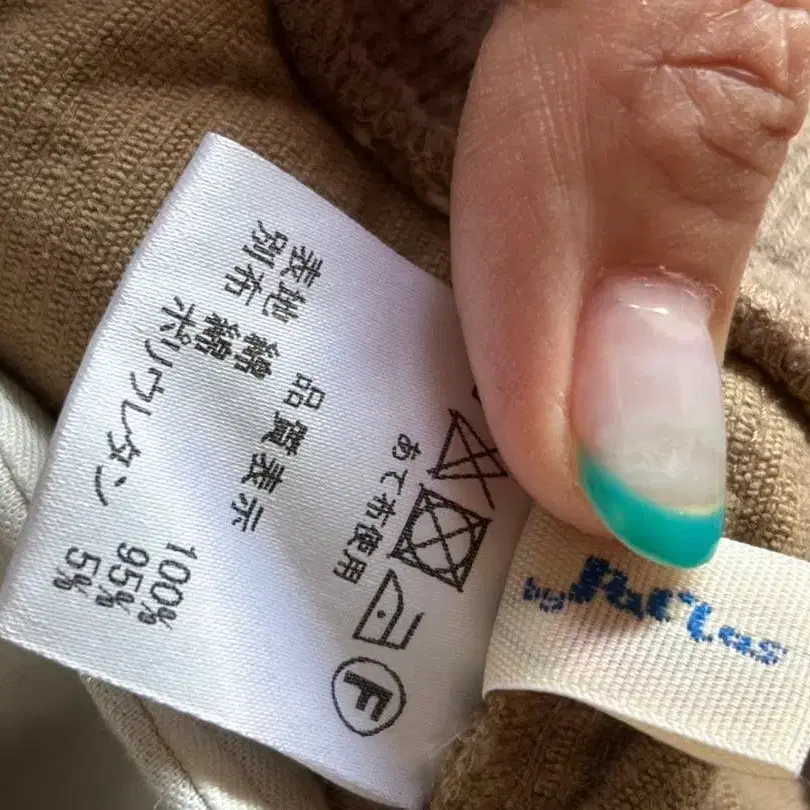 F
あて布使用
品質表示
表地 綿 100%
別布 綿 95%
ポリウレタン 5%